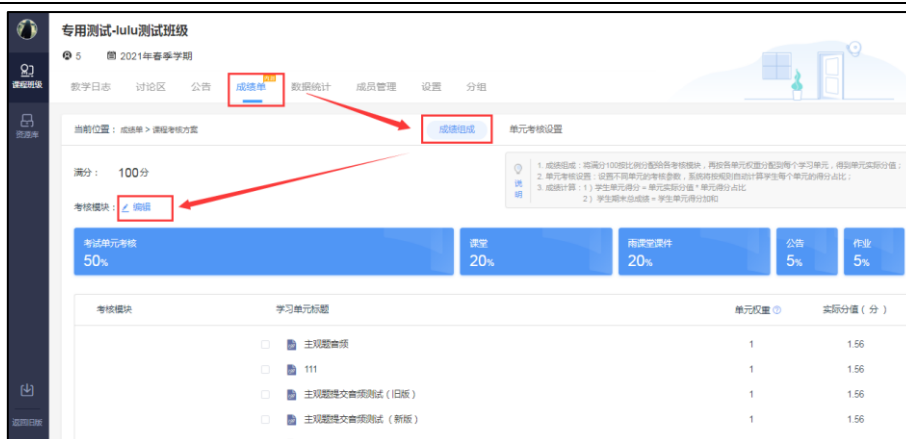 专用测试-lulu测试班级
5 2021年春季学期
课程班级
教学日志 讨论区 公告 成绩单 数据统计 成员管理 设置 分组
资源库
当前位置：成绩单 > 课程考核方案 成绩组成 单元考核设置
满分： 100分
说明
1. 成绩组成：将满分100按比例分配给各考核模块，再按各单元权重分配到每个学习单元，得到单元实际分值；
2. 单元考核设置：设置不同单元的考核参数，系统将按规则自动计算学生每个单元的得分占比；
3. 成绩计算：1）学生单元得分 = 单元实际分值 * 单元得分占比
2）学生期末总成绩 = 学生单元得分加和
考核模块： 编辑
考试单元考核 课堂 雨课堂课件 公告 作业
50% 20% 20% 5% 5%
考核模块 学习单元标题 单元权重 实际分值（分）
主观题音频 1 1.56
111 1 1.56
主观题提交音频测试（旧版） 1 1.56
主观题提交音频测试（新版） 1 1.56
返回旧版